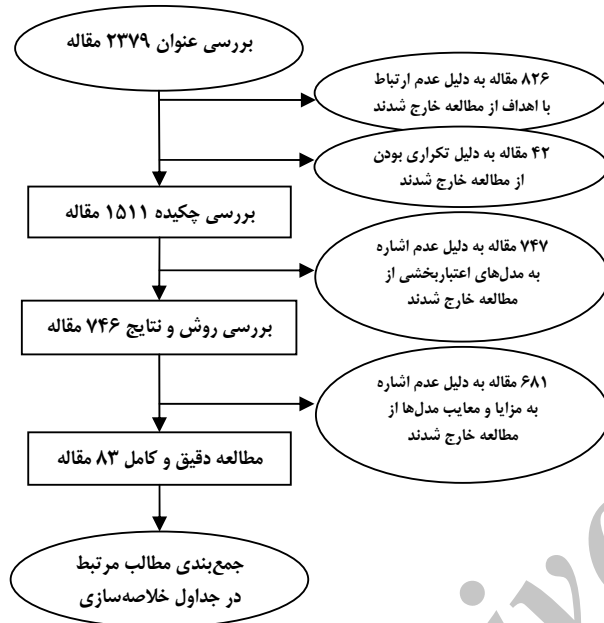 بررسی عنوان ۲۳۷۹ مقاله
۸۲۶ مقاله به دلیل عدم ارتباط
با اهداف از مطالعه خارج شدند
۴۲ مقاله به دلیل تکراری بودن
از مطالعه خارج شدند
بررسی چکیده ۱۵۱۱ مقاله
۷۴۷ مقاله به دلیل عدم اشاره
به مدل‌های اعتباربخشی از
مطالعه خارج شدند
بررسی روش و نتایج ۷۴۶ مقاله
۶۸۱ مقاله به دلیل عدم اشاره
به مزایا و معایب مدل‌ها از
مطالعه خارج شدند
مطالعه دقیق و کامل ۸۳ مقاله
جمع‌بندی مطالب مرتبط
در جداول خلاصه‌سازی
ive